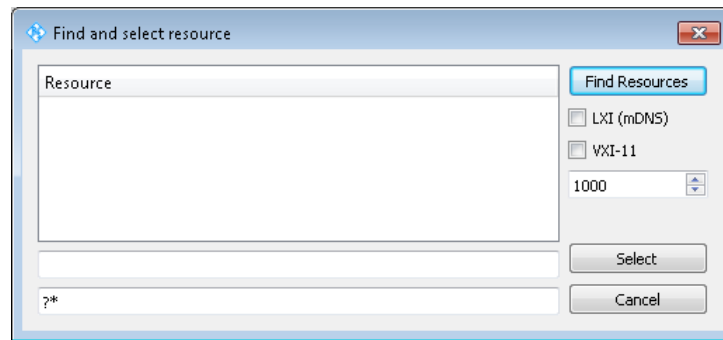 Find and select resource
Resource
Find Resources
LXI (mDNS)
VXI-11
1000
Select
?*
Cancel